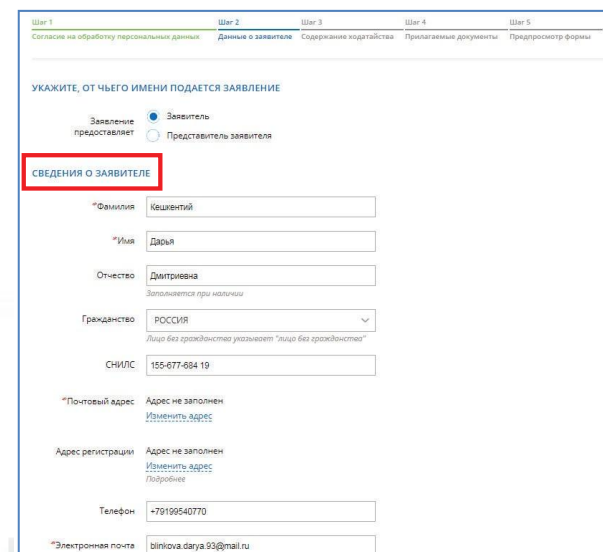 Шаг 1 Шаг 2 Шаг 3 Шаг 4 Шаг 5
Согласие на обработку персональных данных Данные о заявителе Содержание ходатайства Прилагаемые документы Предпросмотр формы
УКАЖИТЕ, ОТ ЧЬЕГО ИМЕНИ ПОДАЕТСЯ ЗАЯВЛЕНИЕ
Заявление предоставляет
Заявитель
Представитель заявителя
СВЕДЕНИЯ О ЗАЯВИТЕЛЕ
*Фамилия Кешкентий
*Имя Дарья
Отчество Дмитриевна
Заполняется при наличии
Гражданство РОССИЯ
Лицо без гражданства указывает "лицо без гражданства"
СНИЛС 155-677-684 19
*Почтовый адрес Адрес не заполнен
Изменить адрес
Адрес регистрации Адрес не заполнен
Изменить адрес
Подробнее
Телефон +79199540770
*Электронная почта blinkova.darya.93@mail.ru